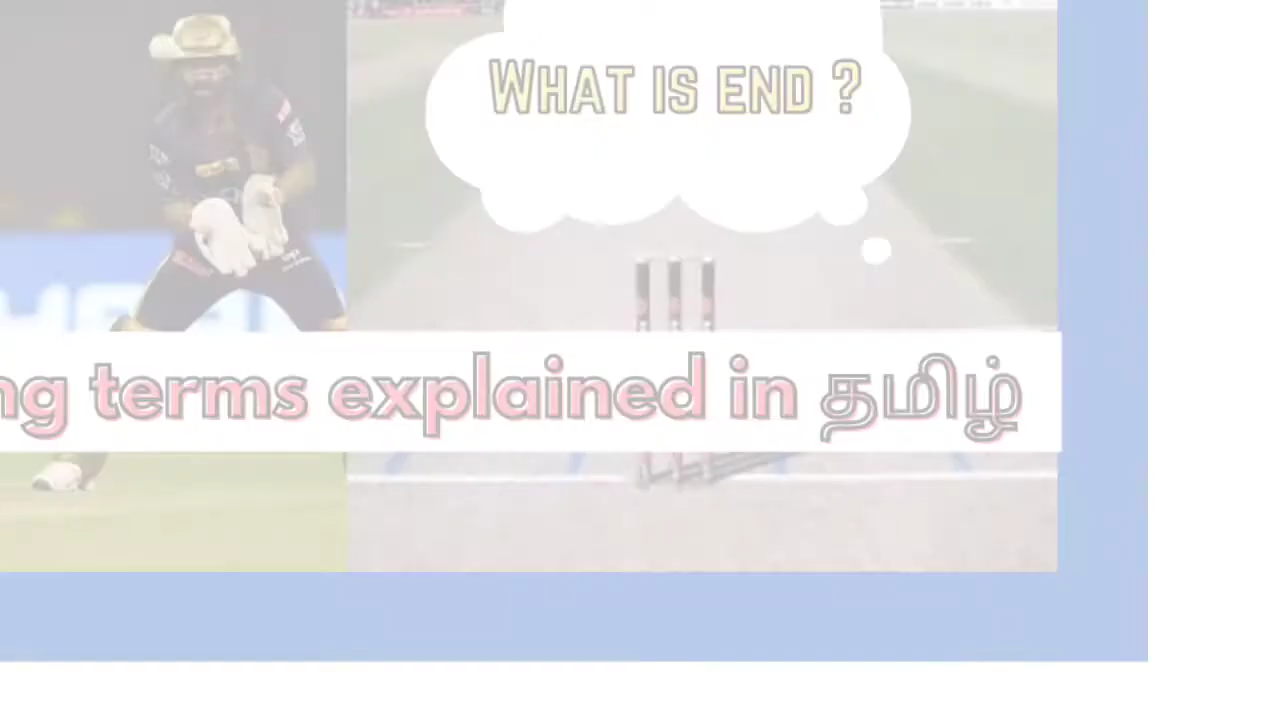 WHAT IS END ?
ng terms explained in தமிழ்